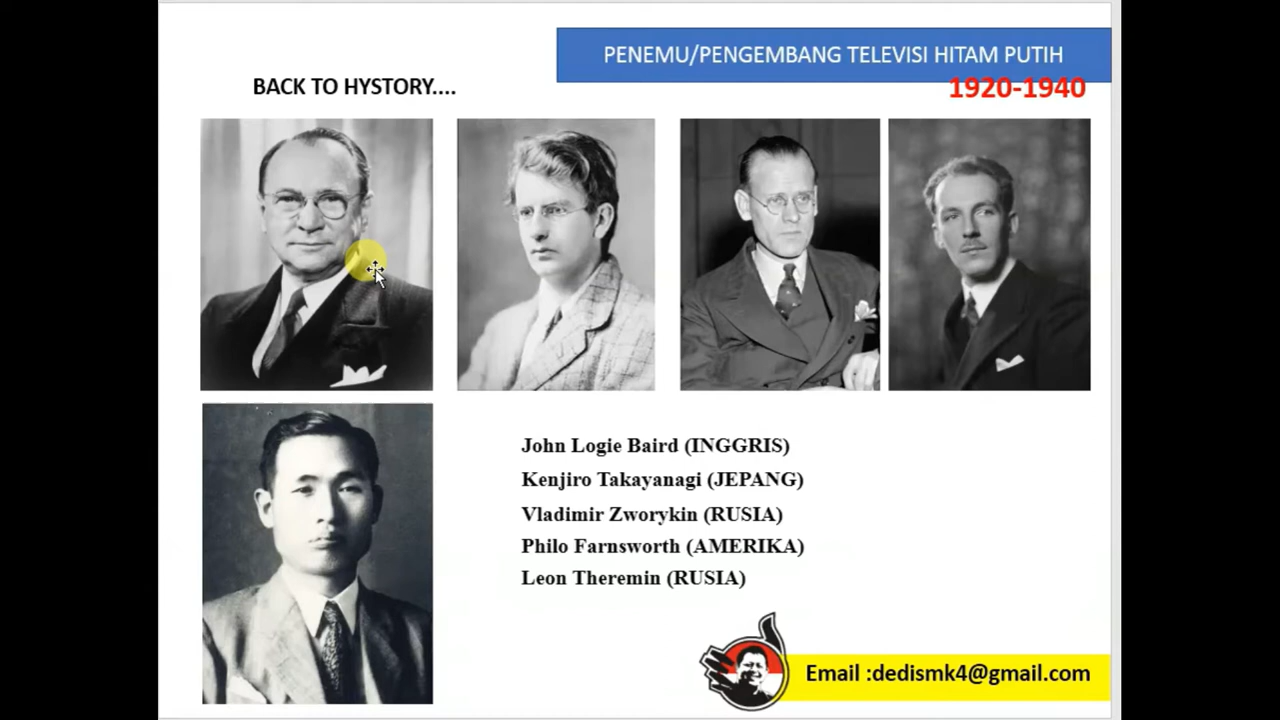 PENEMU/PENGEMBANG TELEVISI HITAM PUTIH
BACK TO HYSTORY....
1920-1940
John Logie Baird (INGGRIS)
Kenjiro Takayanagi (JEPANG)
Vladimir Zworykin (RUSIA)
Philo Farnsworth (AMERIKA)
Leon Theremin (RUSIA)
Email :dedismk4@gmail.com